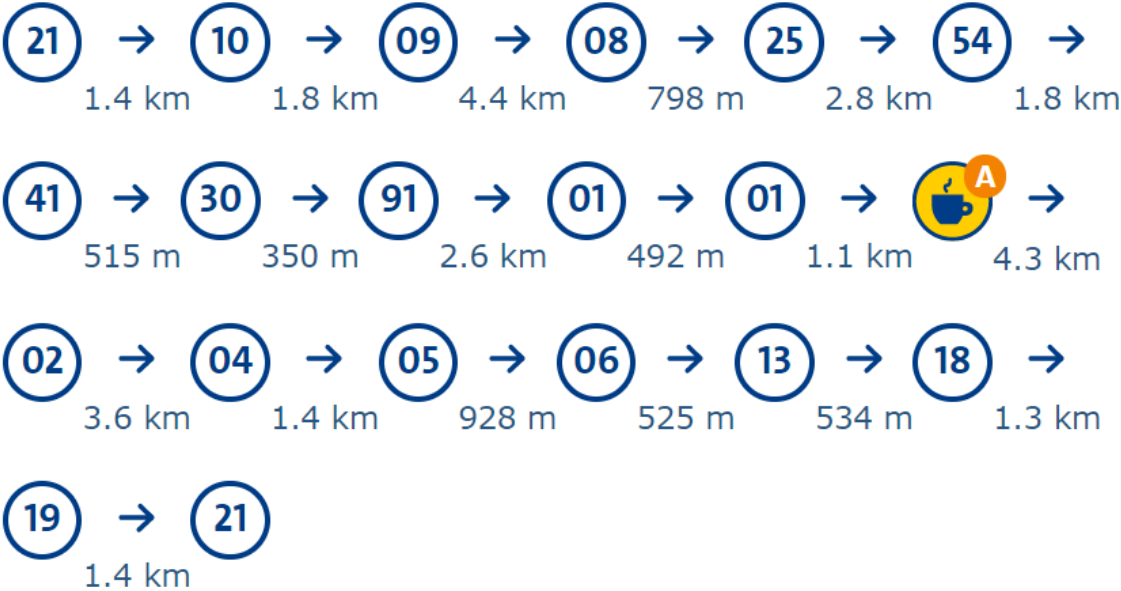 21 → 10 → 09 → 08 → 25 → 54 →
1.4 km 1.8 km 4.4 km 798 m 2.8 km 1.8 km
41 → 30 → 91 → 01 → 01 → A →
515 m 350 m 2.6 km 492 m 1.1 km 4.3 km
02 → 04 → 05 → 06 → 13 → 18 →
3.6 km 1.4 km 928 m 525 m 534 m 1.3 km
19 → 21
1.4 km